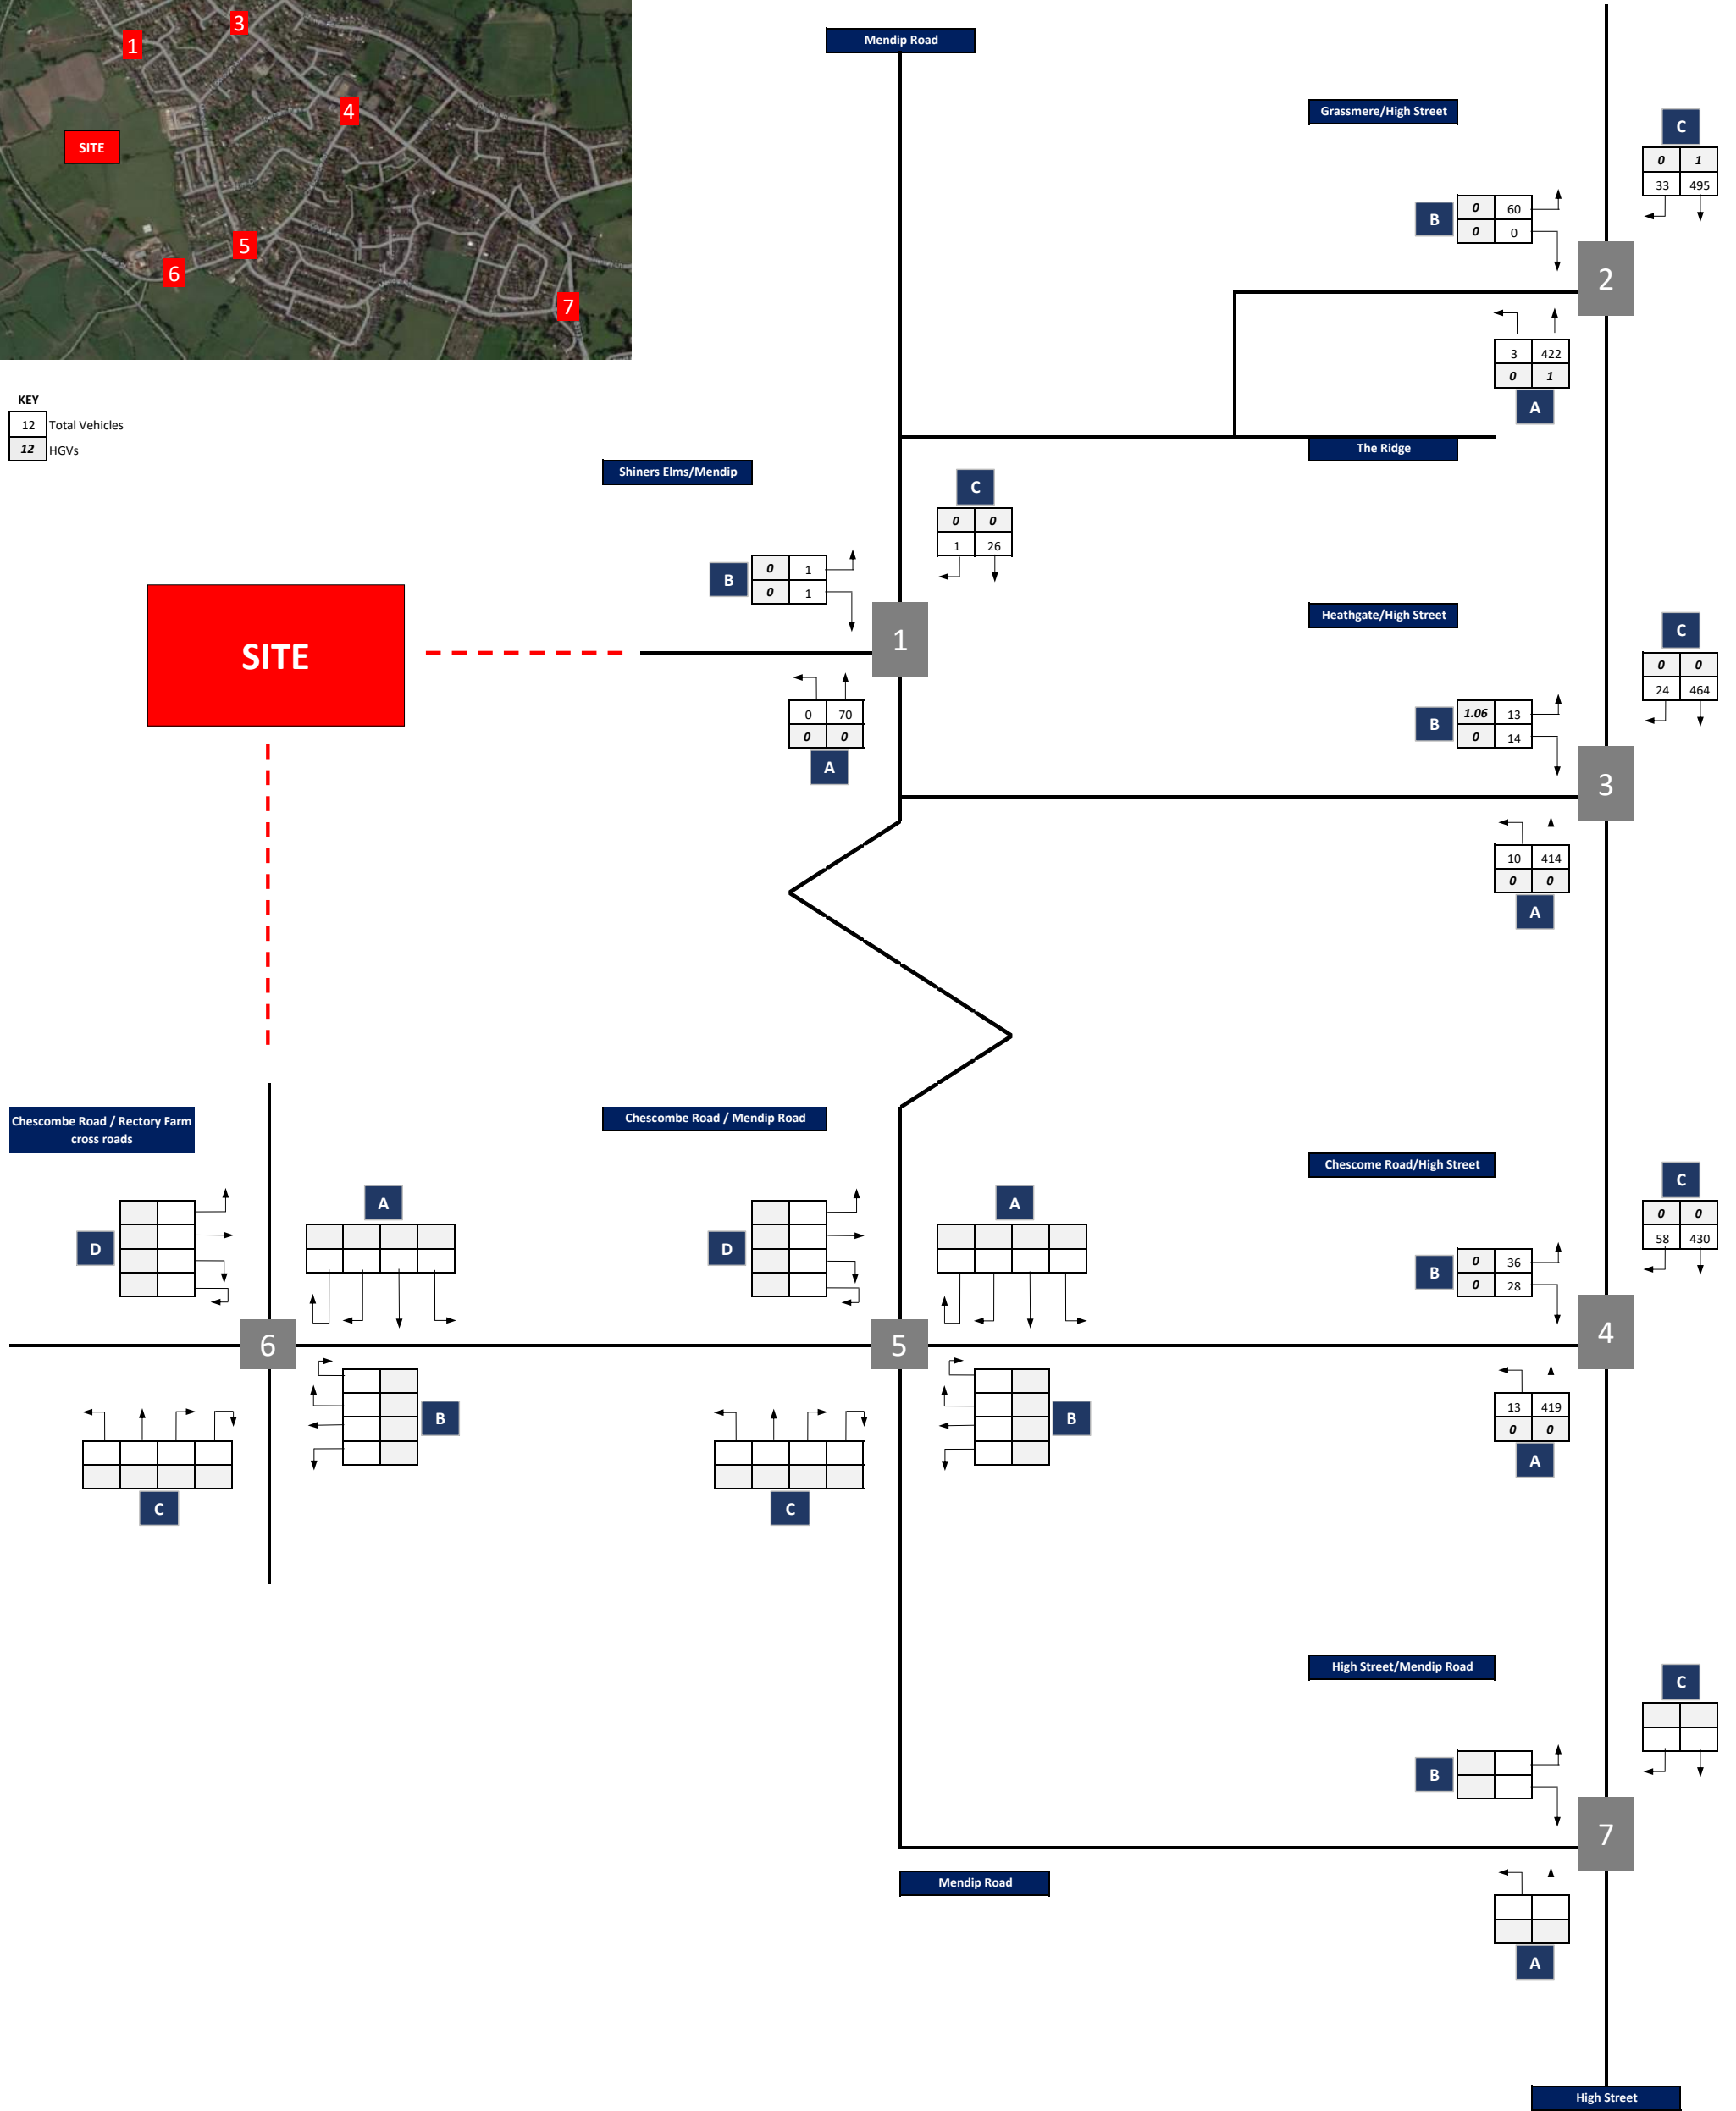 3
1
4
SITE
5
6
7
KEY
12 Total Vehicles
12 HGVs
Mendip Road
Grassmere/High Street
C
0 1
33 495
B
0 60
0 0
2
3 422
0 1
A
The Ridge
Shiners Elms/Mendip
C
0 0
1 26
B
0 1
0 1
1
SITE
0 70
0 0
A
Heathgate/High Street
C
0 0
24 464
B
1.06 13
0 14
3
10 414
0 0
A
Chescombe Road / Rectory Farm
cross roads
D
A
6
B
C
Chescombe Road / Mendip Road
D
A
5
B
C
Chescome Road/High Street
C
0 0
58 430
B
0 36
0 28
4
13 419
0 0
A
High Street/Mendip Road
C
B
7
Mendip Road
A
High Street